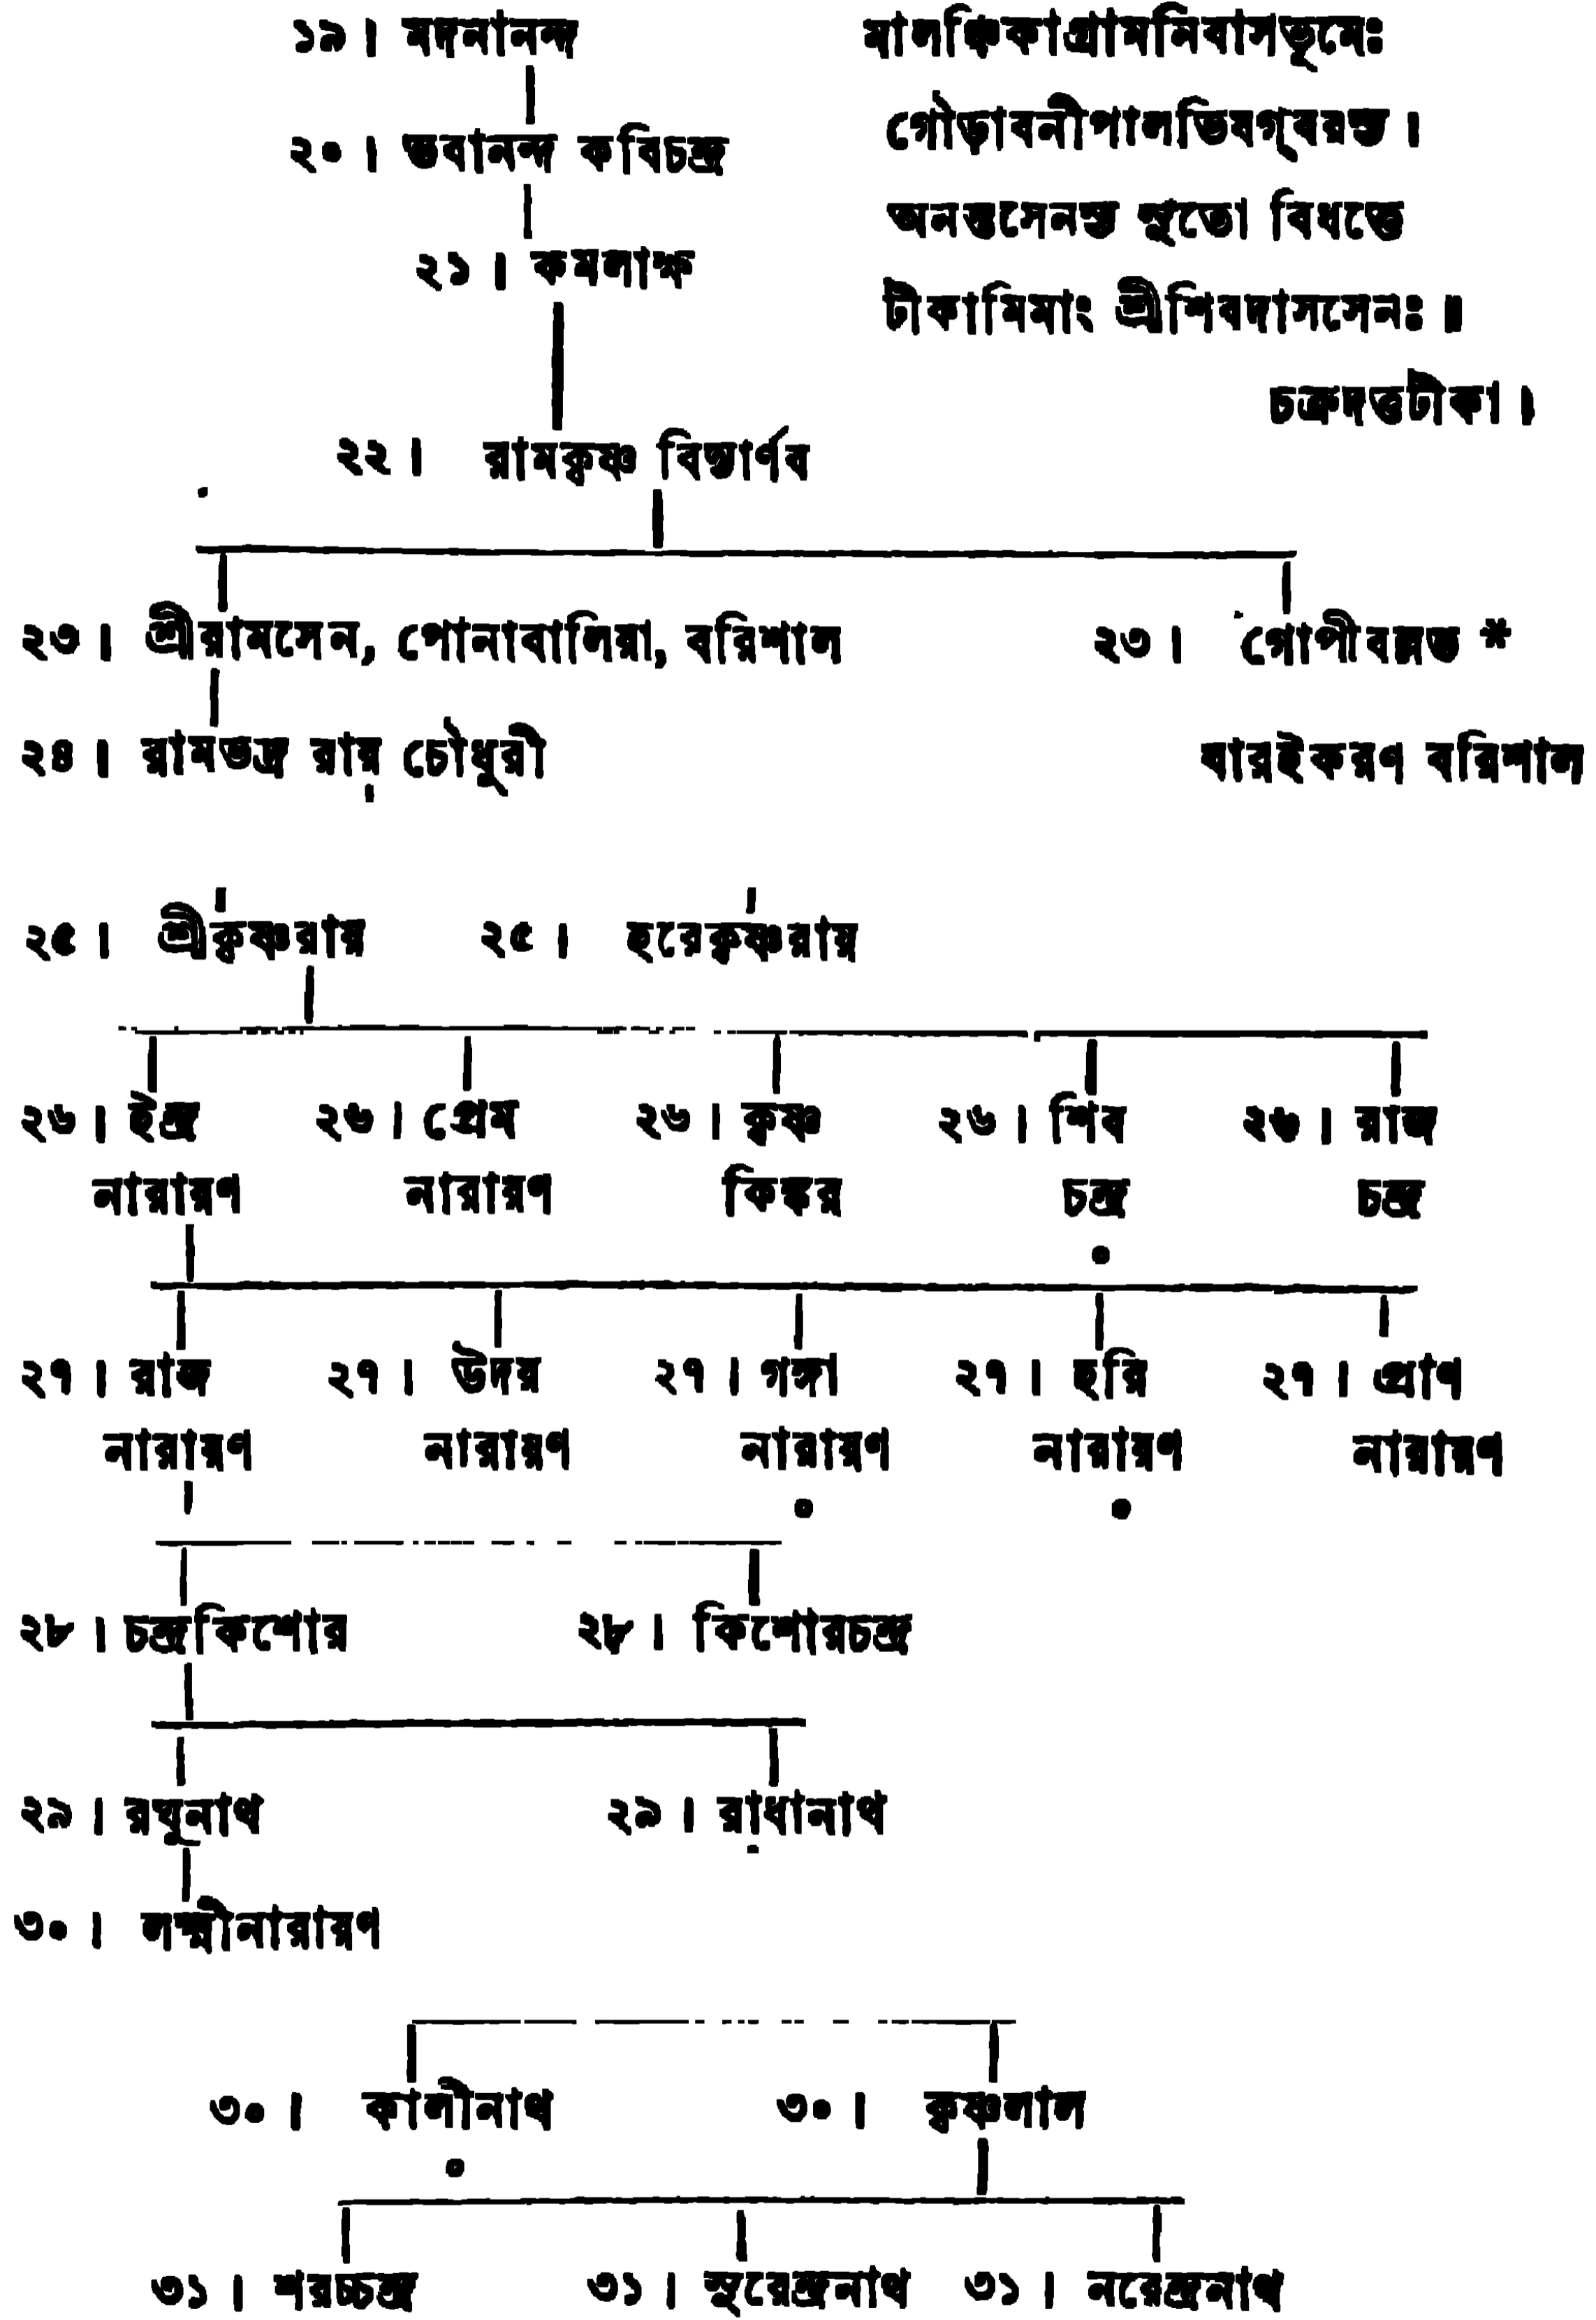 ১৯। মদনানন্দ
২০। ভবানন্দ কবিচন্দ্র
২১। কমলাক্ষ
মালঞ্চিকাগ্রামনিবাসভূমেঃ
গৌড়াবনীপালভিষগ্‌বরস্য।
অনন্তসেনস্য সুতো বিধত্তে
টীকামিমাং শ্রীশিবদাসসেনঃ॥
চক্রদত্তটীকা।
২২। রামকৃষ্ণ বিদ্যার্ণব
২৩। শ্রীরামসেন, পোনাবালিয়া, বরিশাল ২৩। গোপীবল্লভ *
২৪। রামভদ্র রায় চৌধুরী বারইকরণ বরিশাল
২৫। শ্রীকৃষ্ণরায় ২৫। হরেকৃষ্ণরায়
২৬। ইন্দ্র ২৬। প্রেম ২৬। কৃষ্ণ ২৬। শিব ২৬। রাজ
নারায়ণ নারায়ণ কিঙ্কর চন্দ্র চন্দ্র
২৭। রাজ ২৭। উদয় ২৭। গঙ্গা ২৭। হরি ২৭। প্রাণ
নারায়ণ নারায়ণ নারায়ণ নারায়ণ নারায়ণ
২৮। চন্দ্রকিশোর ২৮। কিশোরচন্দ্র
২৯। রঘুনাথ ২৯। রাধানাথ
৩০। লক্ষ্মীনারায়ণ
৩০। কালীনাথ ৩০। কৃষ্ণলাল
৩১। শরচ্চন্দ্র ৩১। সুরেন্দ্রনাথ ৩১। নরেন্দ্রনাথ